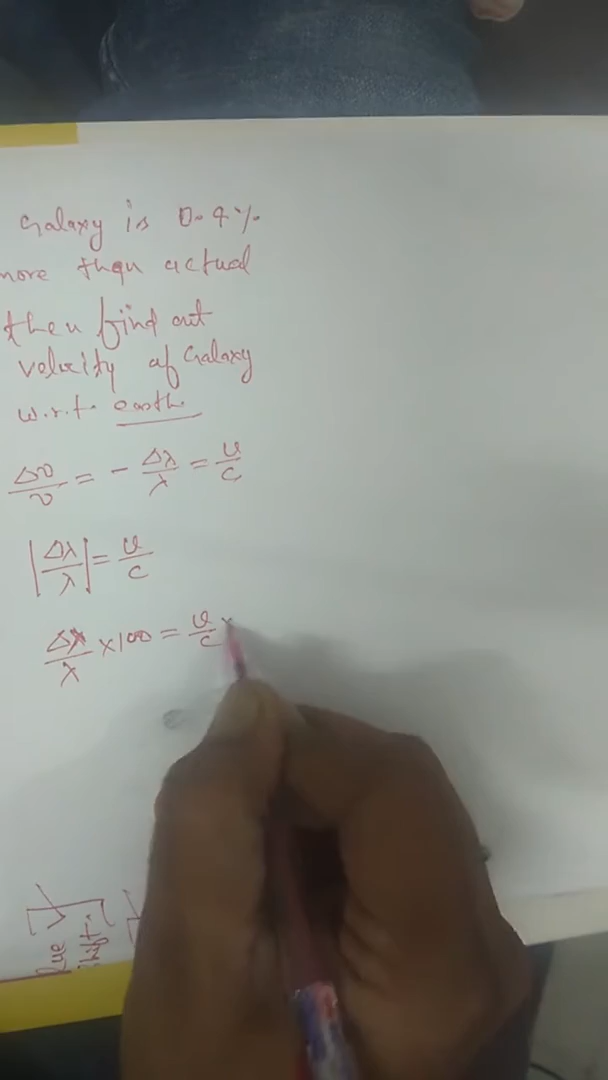 Galaxy is 0.4%
more than actual
then find out
velocity of Galaxy
w.r.t. earth
Δν/ν = - Δλ/λ = v/c
|Δλ/λ| = v/c
Δλ/λ ×100 = v/c ×